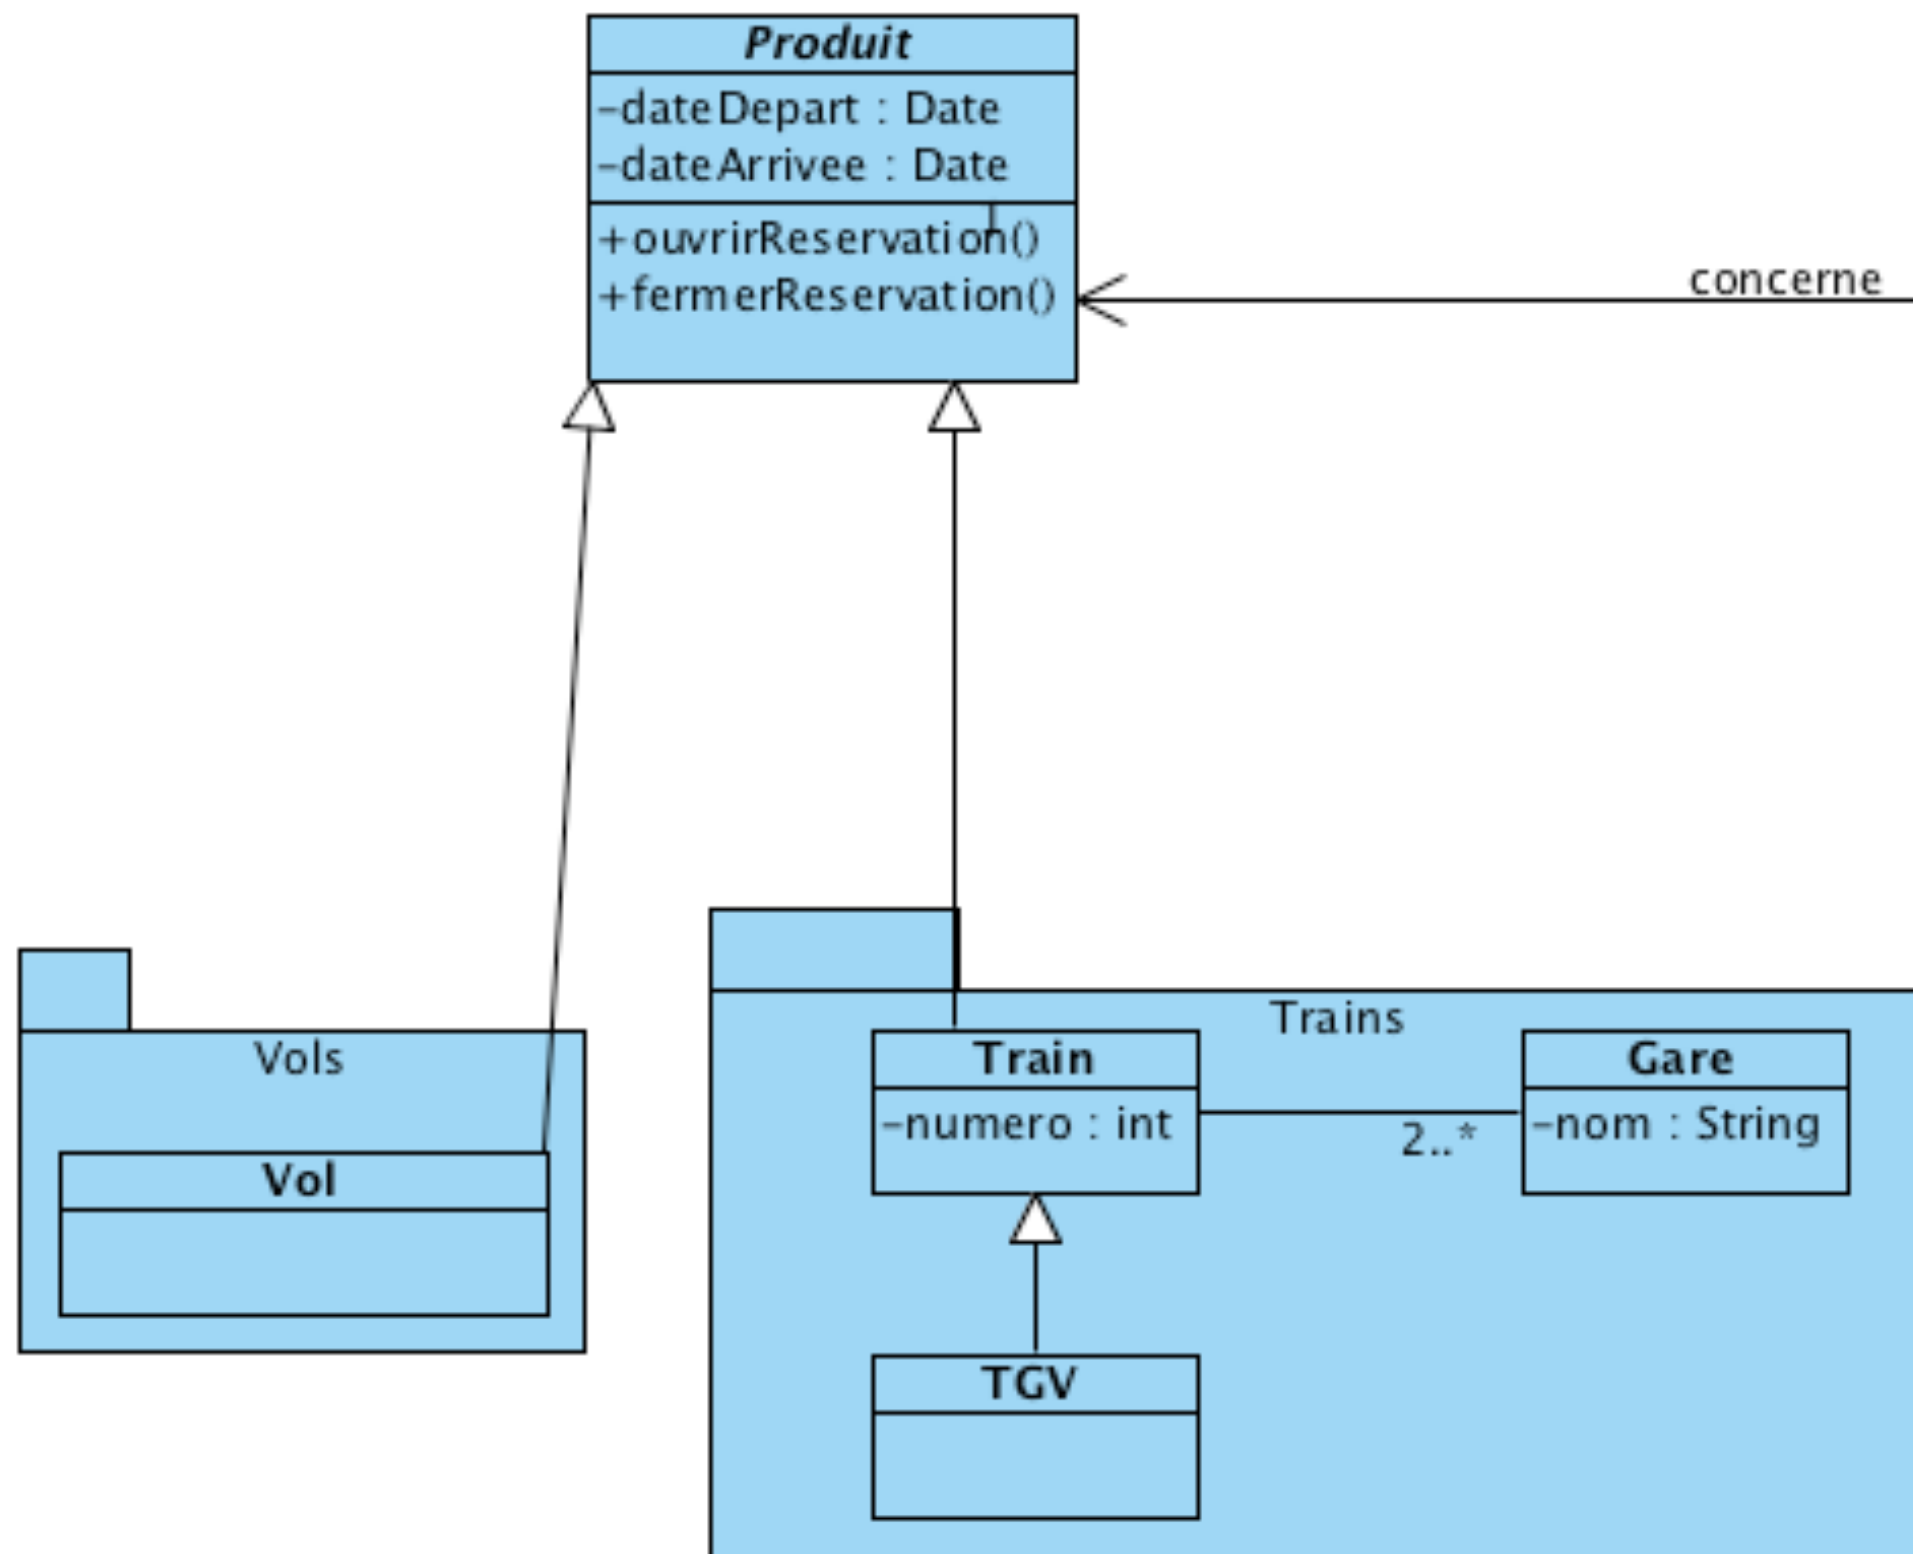 Produit
-dateDepart : Date
-dateArrivee : Date
+ouvrirReservation()
+fermerReservation()
concerne
Vols
Vol
Trains
Train
-numero : int
2..*
Gare
-nom : String
TGV